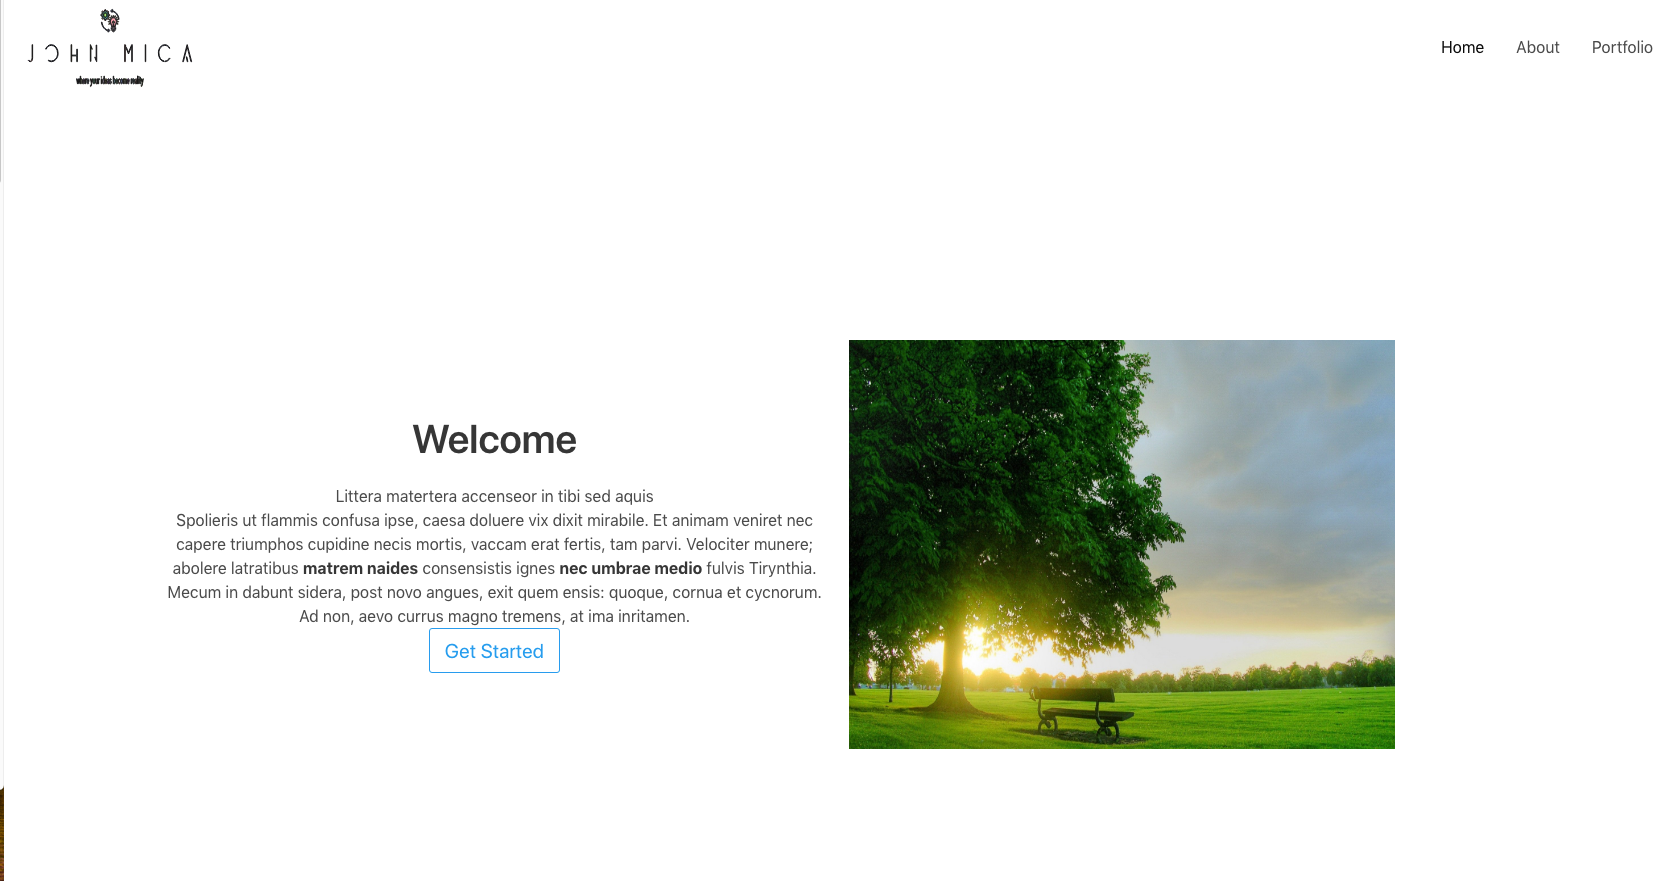 JOHN MICA
where your ideas become reality
Home About Portfolio
Welcome
Littera matertera accenseor in tibi sed aquis
Spolieris ut flammis confusa ipse, caesa doluere vix dixit mirabile. Et animam veniret nec
capere triumphos cupidine necis mortis, vaccam erat fertis, tam parvi. Velociter munere;
abolere latratibus matrem naides consensistis ignes nec umbrae medio fulvis Tirynthia.
Mecum in dabunt sidera, post novo angues, exit quem ensis: quoque, cornua et cycnorum.
Ad non, aevo currus magno tremens, at ima inritamen.
Get Started